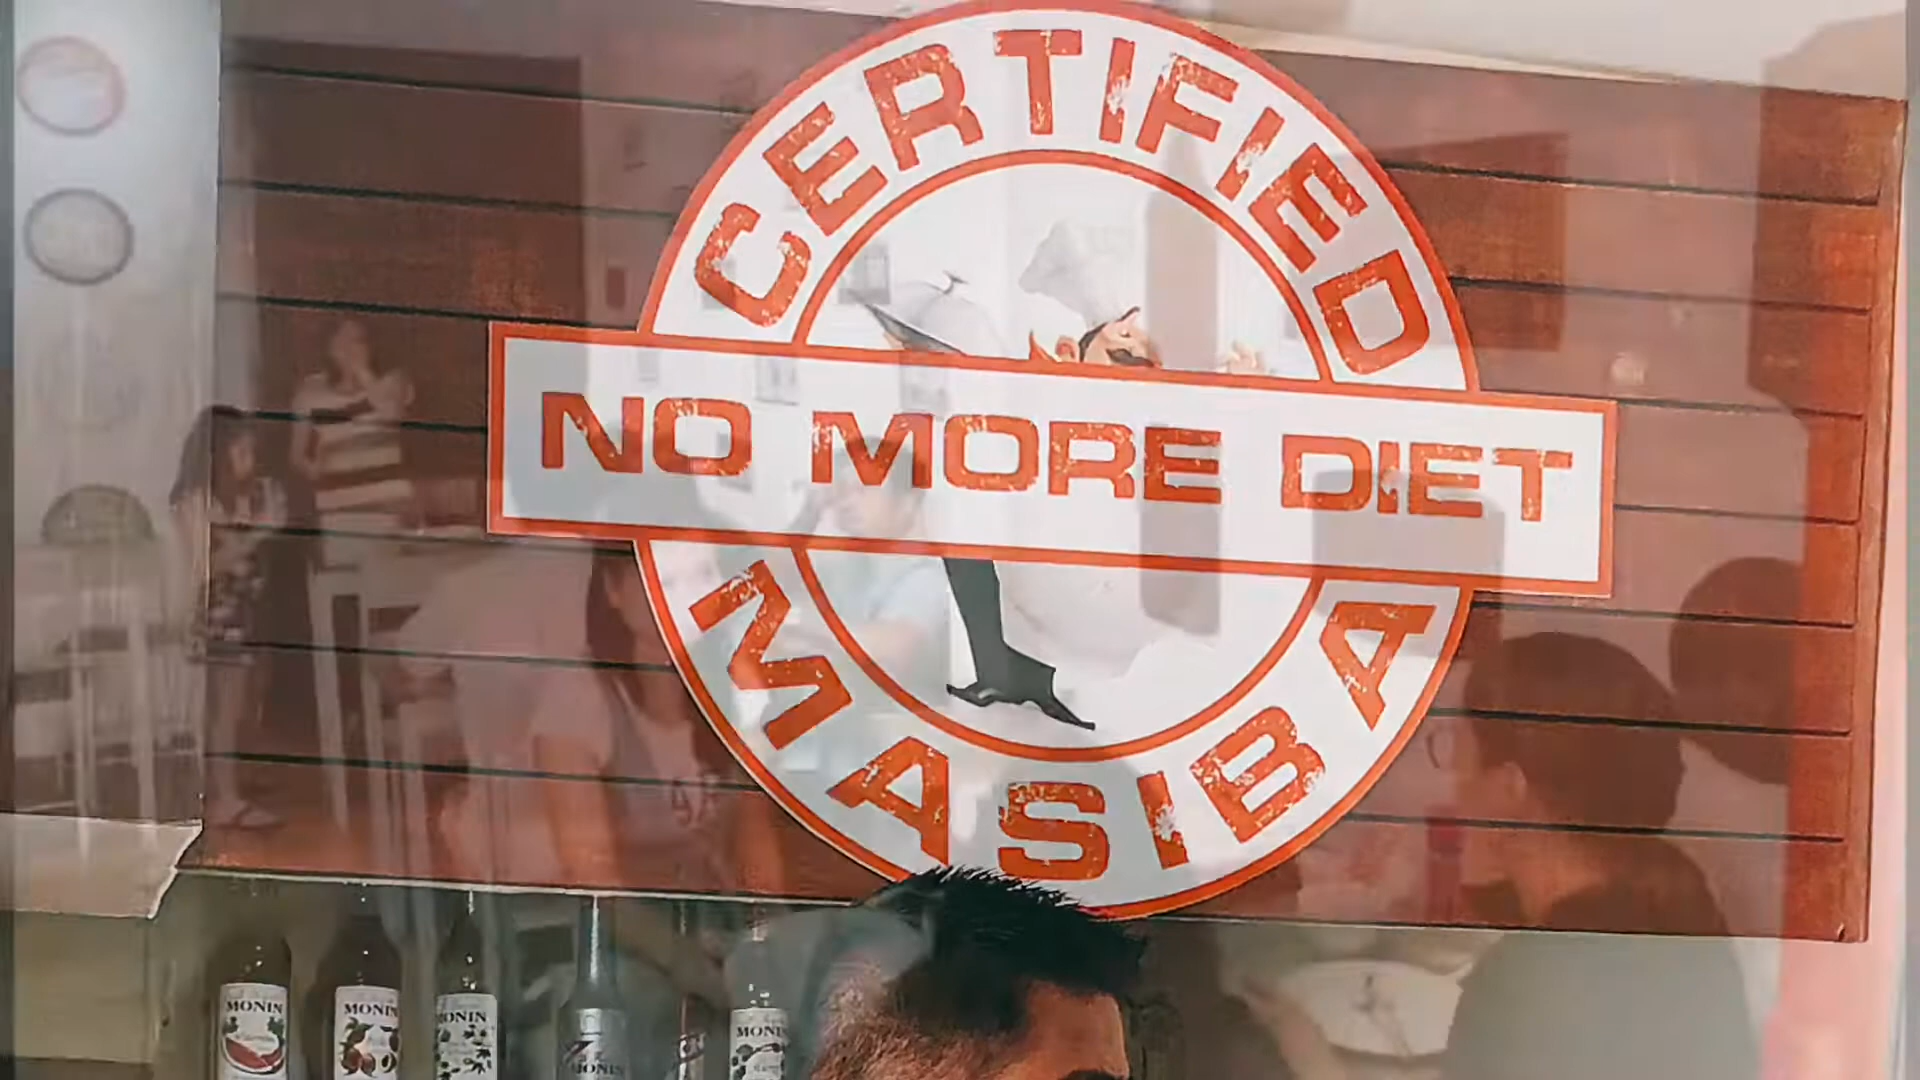 CERTIFIED
NO MORE DIET
MASIBA
MONIN
MONIN
MONIN
MONIN
MONIN